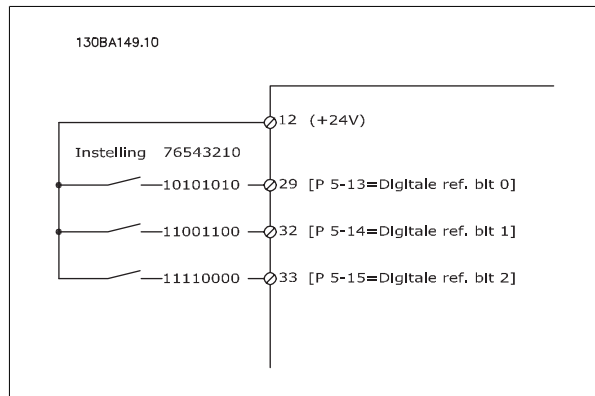 130BA149.10
12 (+24V)
Instelling 76543210
10101010 29 [P 5-13=Digitale ref. bit 0]
11001100 32 [P 5-14=Digitale ref. bit 1]
11110000 33 [P 5-15=Digitale ref. bit 2]